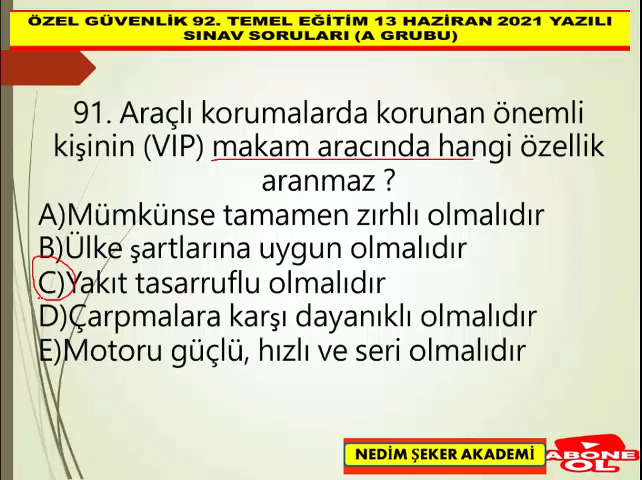 ÖZEL GÜVENLİK 92. TEMEL EĞİTİM 13 HAZİRAN 2021 YAZILI
SINAV SORULARI (A GRUBU)
91. Araçlı korumalarda korunan önemli
kişinin (VIP) makam aracında hangi özellik
aranmaz ?
A)Mümkünse tamamen zırhlı olmalıdır
B)Ülke şartlarına uygun olmalıdır
C)Yakıt tasarruflu olmalıdır
D)Çarpmalara karşı dayanıklı olmalıdır
E)Motoru güçlü, hızlı ve seri olmalıdır
NEDİM ŞEKER AKADEMİ
ABONE
OL